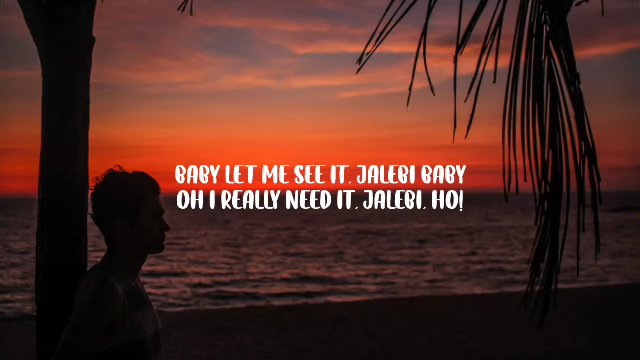 BABY LET ME SEE IT, JALEBI BABY
OH I REALLY NEED IT, JALEBI, HO!